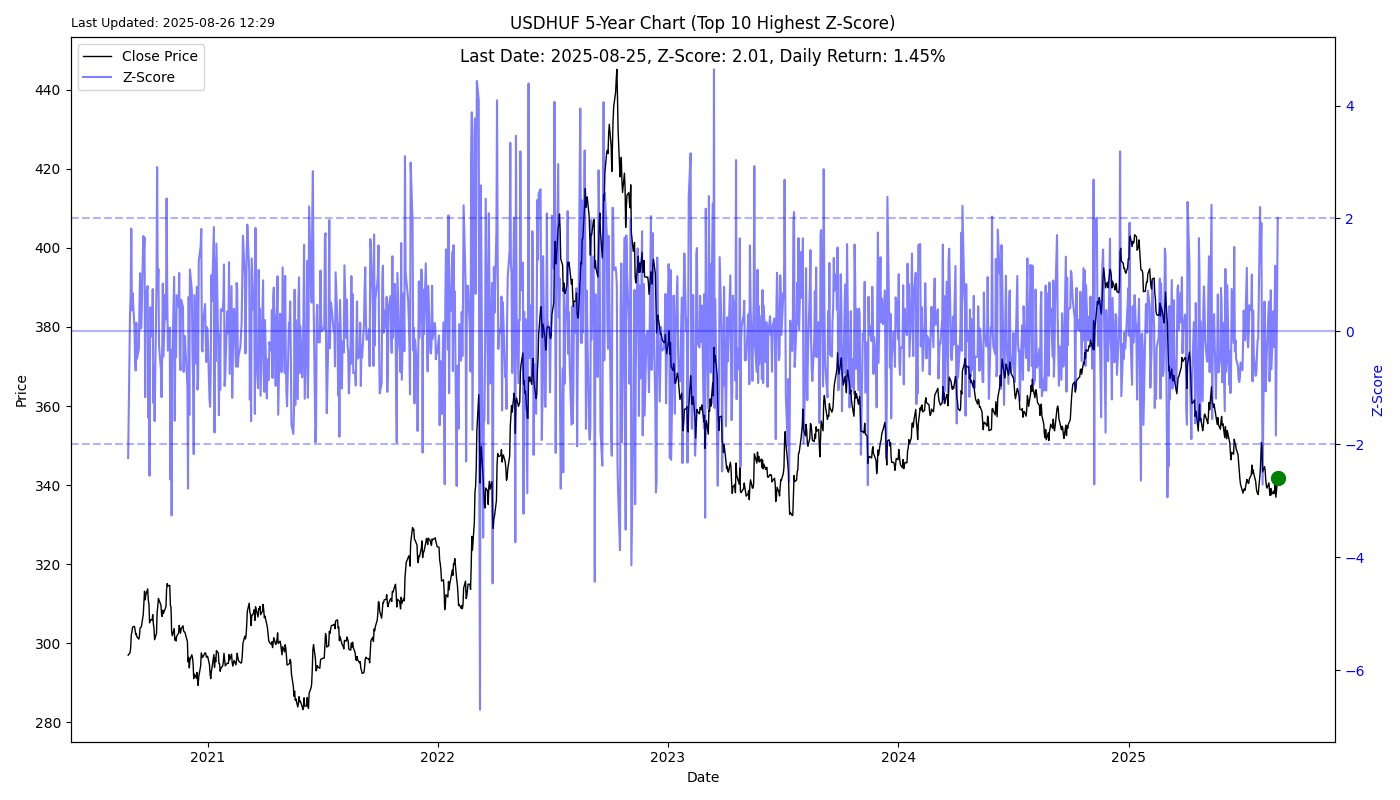 Last Updated: 2025-08-26 12:29
USDHUF 5-Year Chart (Top 10 Highest Z-Score)
Last Date: 2025-08-25, Z-Score: 2.01, Daily Return: 1.45%
Close Price
Z-Score
440
420
400
380
360
340
320
300
280
Price
4
2
0
−2
−4
−6
Z-Score
2021
2022
2023
2024
2025
Date